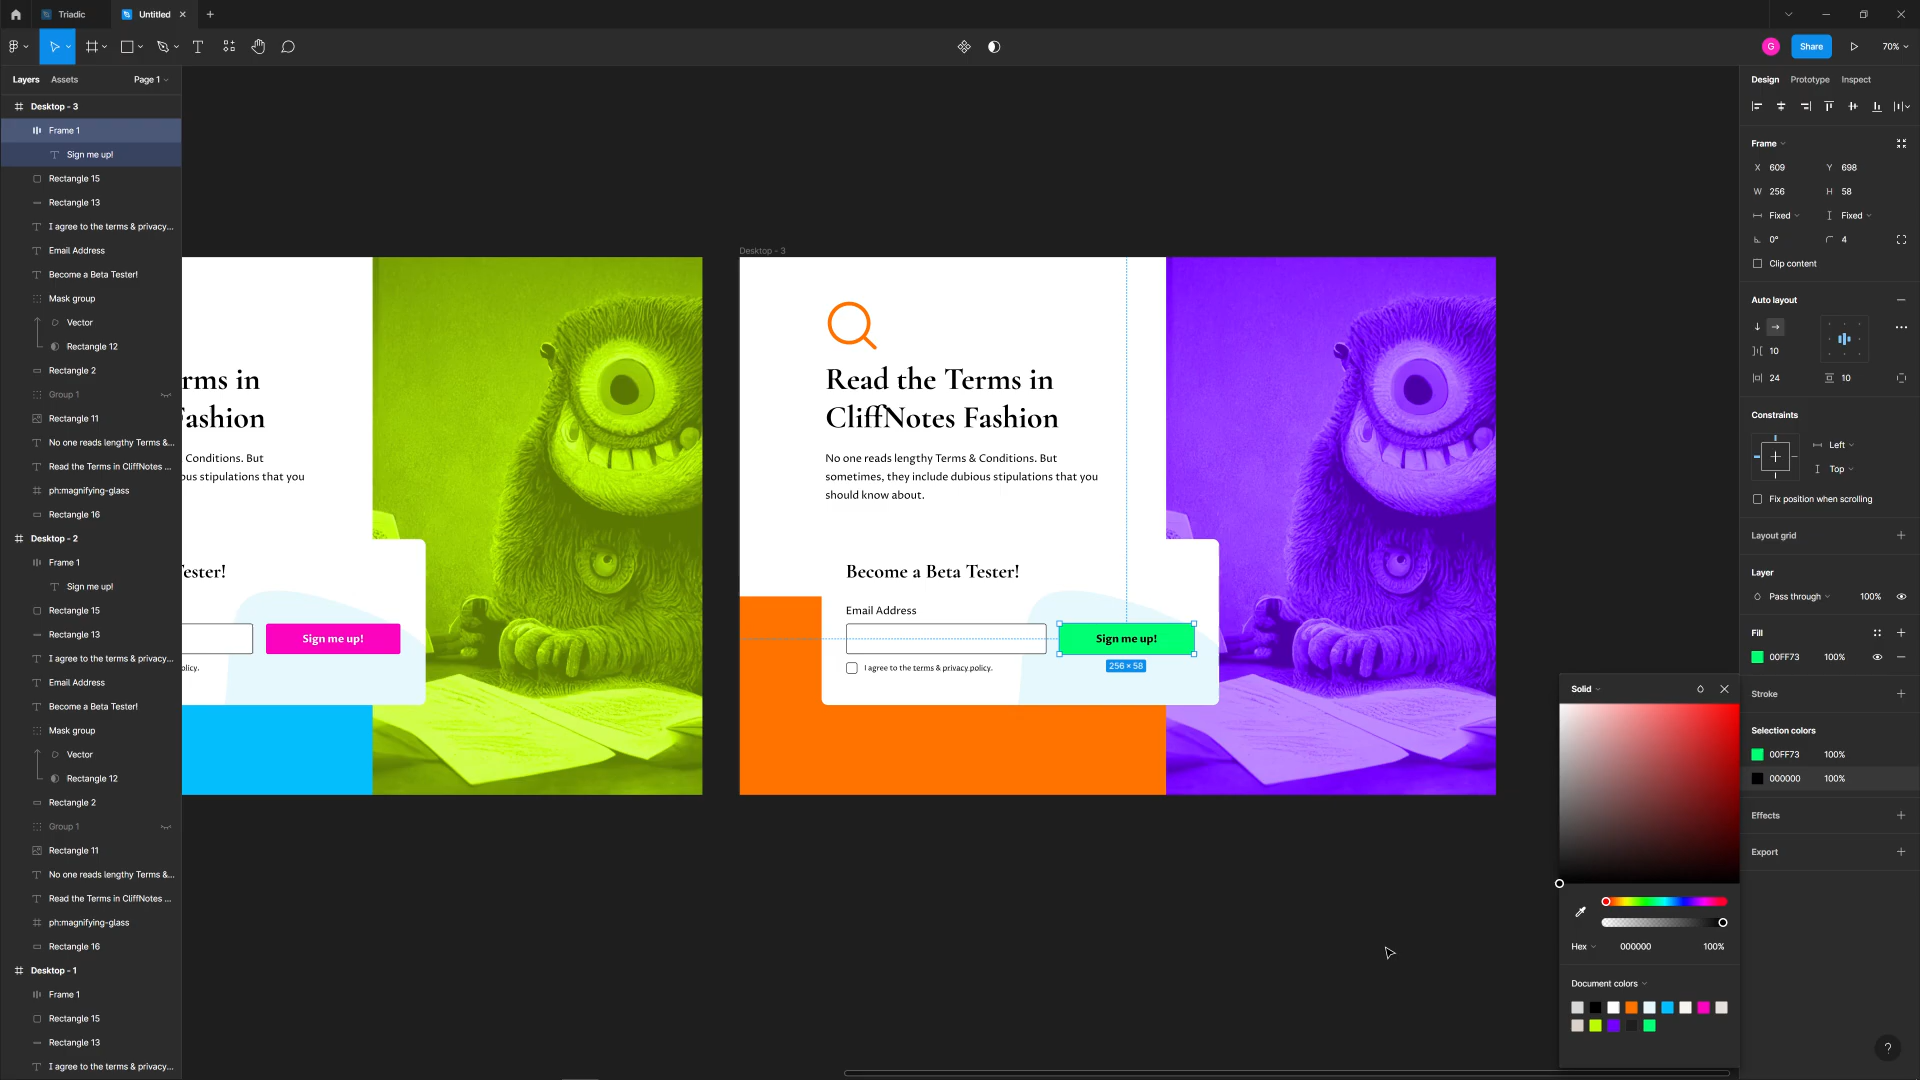 Triadic
Untitled
G
Share
70%
Layers
Assets
Page 1
Design
Prototype
Inspect
Desktop - 3
Frame 1
Sign me up!
Rectangle 15
Rectangle 13
I agree to the terms & privacy...
Email Address
Become a Beta Tester!
Mask group
Vector
Rectangle 12
Rectangle 2
Group 1
Rectangle 11
No one reads lengthy Terms &...
Read the Terms in CliffNotes ...
ph:magnifying-glass
Rectangle 16
Desktop - 2
Frame 1
Sign me up!
Rectangle 15
Rectangle 13
I agree to the terms & privacy...
Email Address
Become a Beta Tester!
Mask group
Vector
Rectangle 12
Rectangle 2
Group 1
Rectangle 11
No one reads lengthy Terms &...
Read the Terms in CliffNotes ...
ph:magnifying-glass
Rectangle 16
Desktop - 1
Frame 1
Rectangle 15
Rectangle 13
I agree to the terms & privacy...
rms in
Fashion
Conditions. But
ous stipulations that you
Tester!
Sign me up!
olicy.
Desktop - 3
Read the Terms in
CliffNotes Fashion
No one reads lengthy Terms & Conditions. But
sometimes, they include dubious stipulations that you
should know about.
Become a Beta Tester!
Email Address
Sign me up!
256 × 58
I agree to the terms & privacy policy.
Frame
X 609
Y 698
W 256
H 58
Fixed
Fixed
0°
4
Clip content
Auto layout
10
24
10
Constraints
Left
Top
Fix position when scrolling
Layout grid
Layer
Pass through
100%
Fill
00FF73
100%
Stroke
Selection colors
00FF73
100%
000000
100%
Effects
Export
Solid
Hex
000000
100%
Document colors
?